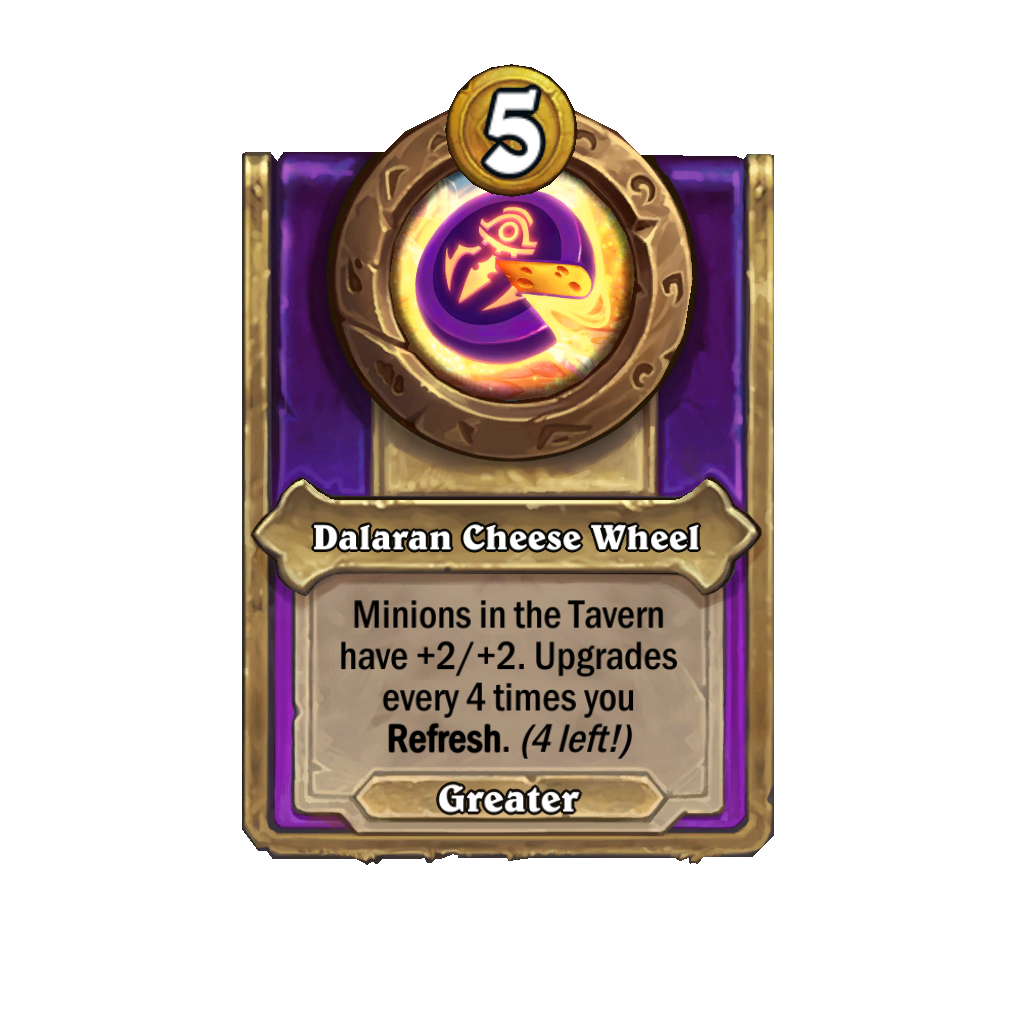 5
Dalaran Cheese Wheel
Minions in the Tavern
have +2/+2. Upgrades
every 4 times you
Refresh. (4 left!)
Greater